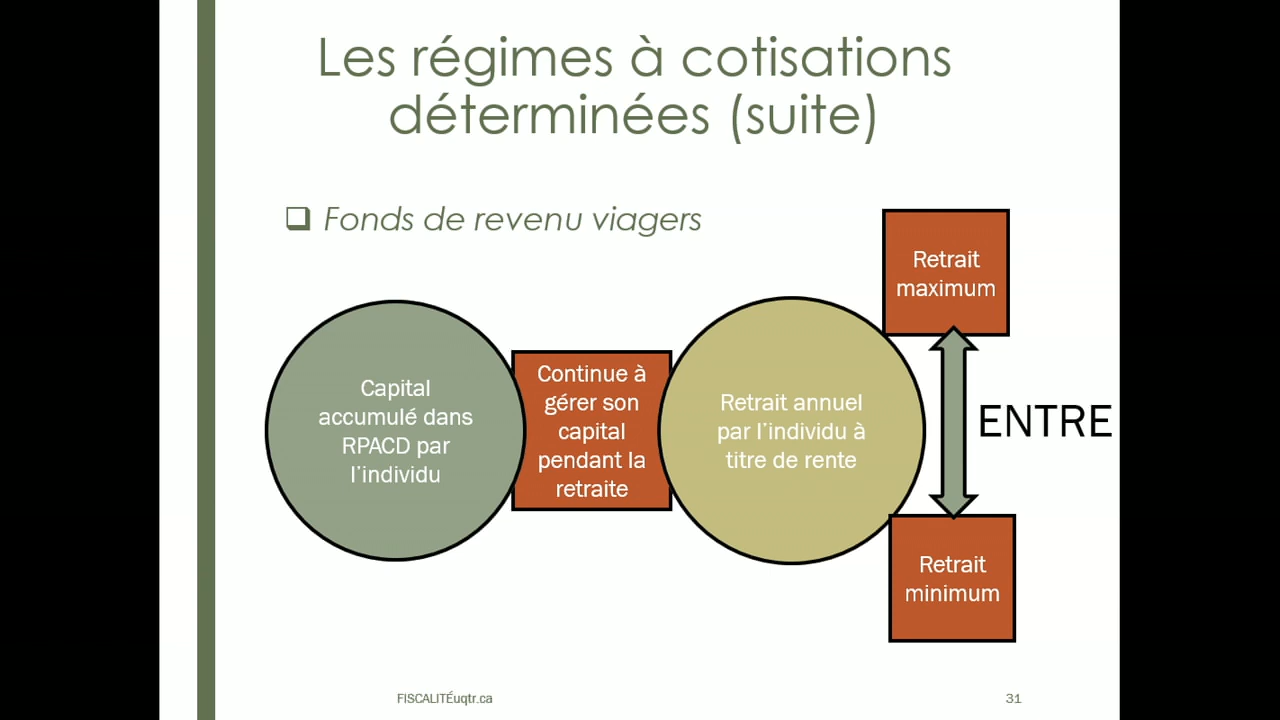 Les régimes à cotisations
déterminées (suite)
❑ Fonds de revenu viagers
Capital
accumulé dans
RPACD par
l'individu
Continue à
gérer son
capital
pendant la
retraite
Retrait annuel
par l'individu à
titre de rente
Retrait
maximum
ENTRE
Retrait
minimum
FISCALITÉuqtr.ca
31